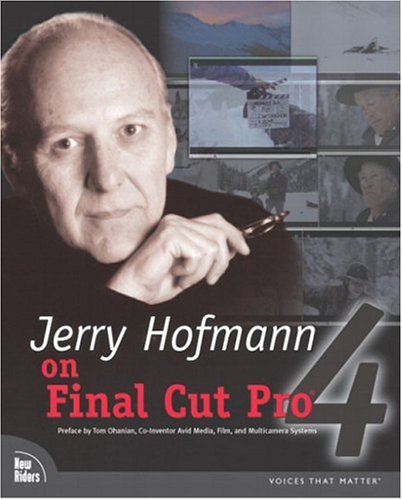 Jerry Hofmann
on
Final Cut Pro® 4
Preface by Tom Ohanian, Co-Inventor Avid Media, Film, and Multicamera Systems
New
Riders
VOICES THAT MATTER™